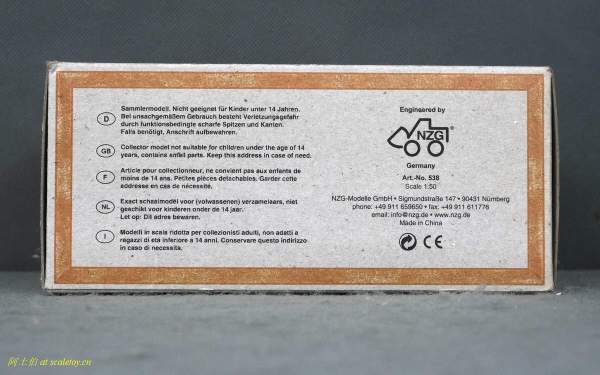 D
Sammlermodell. Nicht geeignet für Kinder unter 14 Jahren.
Bei unsachgemäßem Gebrauch besteht Verletzungsgefahr
durch funktionsbedingte scharfe Spitzen und Kanten.
Falls benötigt, Anschrift aufbewahren.
GB
Collector model not suitable for children under the age of 14
years, contains small parts. Keep this address in case of need.
F
Article pour collectionneur, ne convient pas aux enfants de
moins de 14 ans. Petites pièces détachables. Garder cette
addresse en cas de nécessité.
NL
Exact schaalmodel voor (volwassenen) verzamelaars, niet
geschikt voor kinderen onder de 14 jaar.
Let op: Dit adres bewaren.
I
Modelli in scala ridotta per collezionisti adulti, non adatti a
ragazzi di età inferiore a 14 anni. Conservare questo indirizzo
in caso di necessità.
Engineered by
NZG®
Germany
Art.-No. 538
Scale 1:50
NZG-Modelle GmbH • Sigmundstraße 147 • 90431 Nürnberg
phone: +49 911 659650 • fax: +49 911 611776
email: info@nzg.de • www.nzg.de
Made in China
CE
at scaletoy.cn